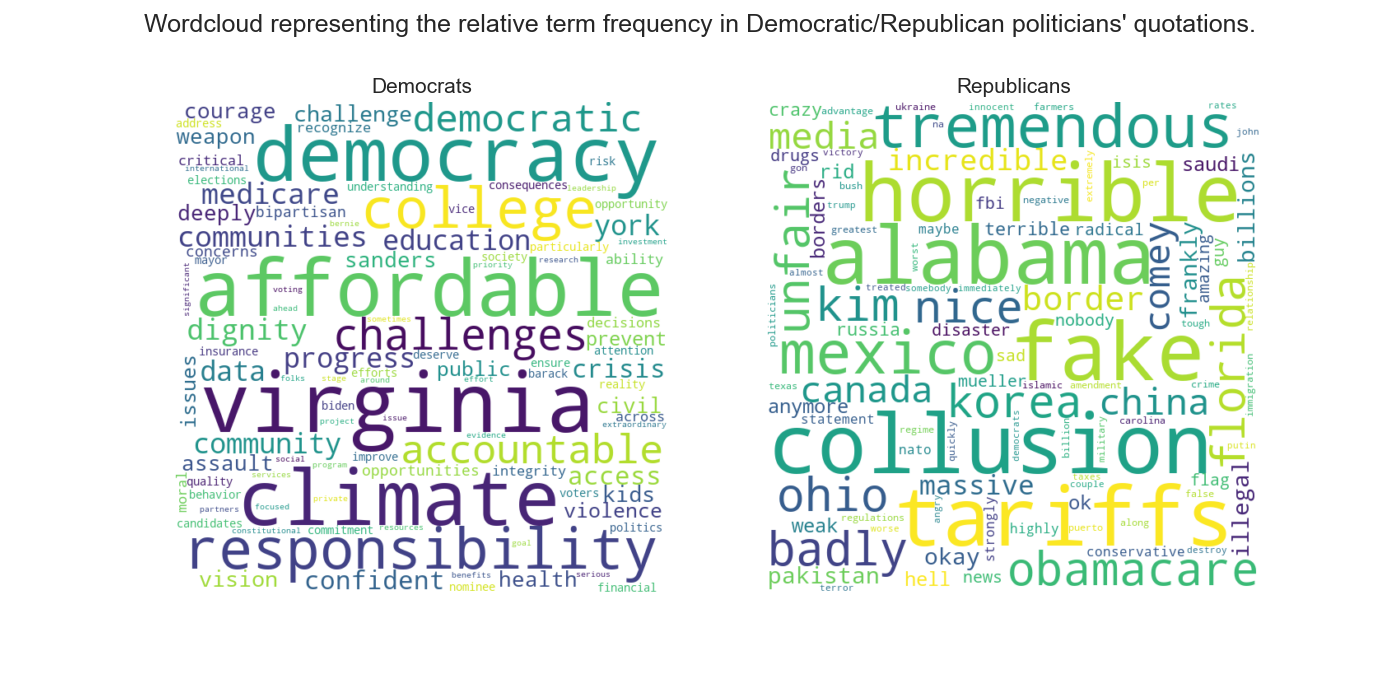 Wordcloud representing the relative term frequency in Democratic/Republican politicians' quotations.
Democrats
Republicans
courage
challenge
democratic
address
recognize
weapon
democracy
critical
risk
international
elections
understanding
consequences
leadership
medicare
college
vice
opportunity
deeply
bipartisan
bernie
york
communities
education
investment
concerns
particularly
mayor
sanders
society
research
ability
priority
significant
affordable
voting
ahead
sometimes
dignity
challenges
decisions
prevent
insurance
progress
deserve
attention
data
public
ensure
crisis
issues
folks
stage
efforts
around
effort
barack
reality
virginia
biden
civil
project
issue
across
extraordinary
community
evidence
accountable
assault
social
improve
quality
program
opportunities
integrity
access
moral
services
behavior
climate
voters
kids
partners
focused
private
violence
candidates
constitutional
commitment
resources
politics
responsibility
goal
vision
confident
benefits
health
serious
nominee
financial
crazy
advantage
ukraine
innocent
farmers
rates
media
tremendous
na
john
drugs
victory
incredible
extremely
isis
saudi
gon
rid
horrible
per
billions
unfair
borders
bush
trump
fbi
negative
greatest
maybe
terrible
radical
comey
frankly
amazing
guy
almost
alabama
worst
treated
somebody
immediately
relationship
politicians
kim
nice
border
nobody
tough
russia
disaster
mexico
sad
fake
florida
texas
canada
mueller
islamic
amendment
crime
immigration
anymore
korea
china
statement
regime
carolina
collusion
nato
quickly
democrats
billion
military
putin
massive
taxes
couple
flag
illegal
ohio
tariffs
ok
false
weak
regulations
angry
worse
strongly
highly
puerto
along
badly
okay
conservative
destroy
pakistan
hell
news
obamacare
terror